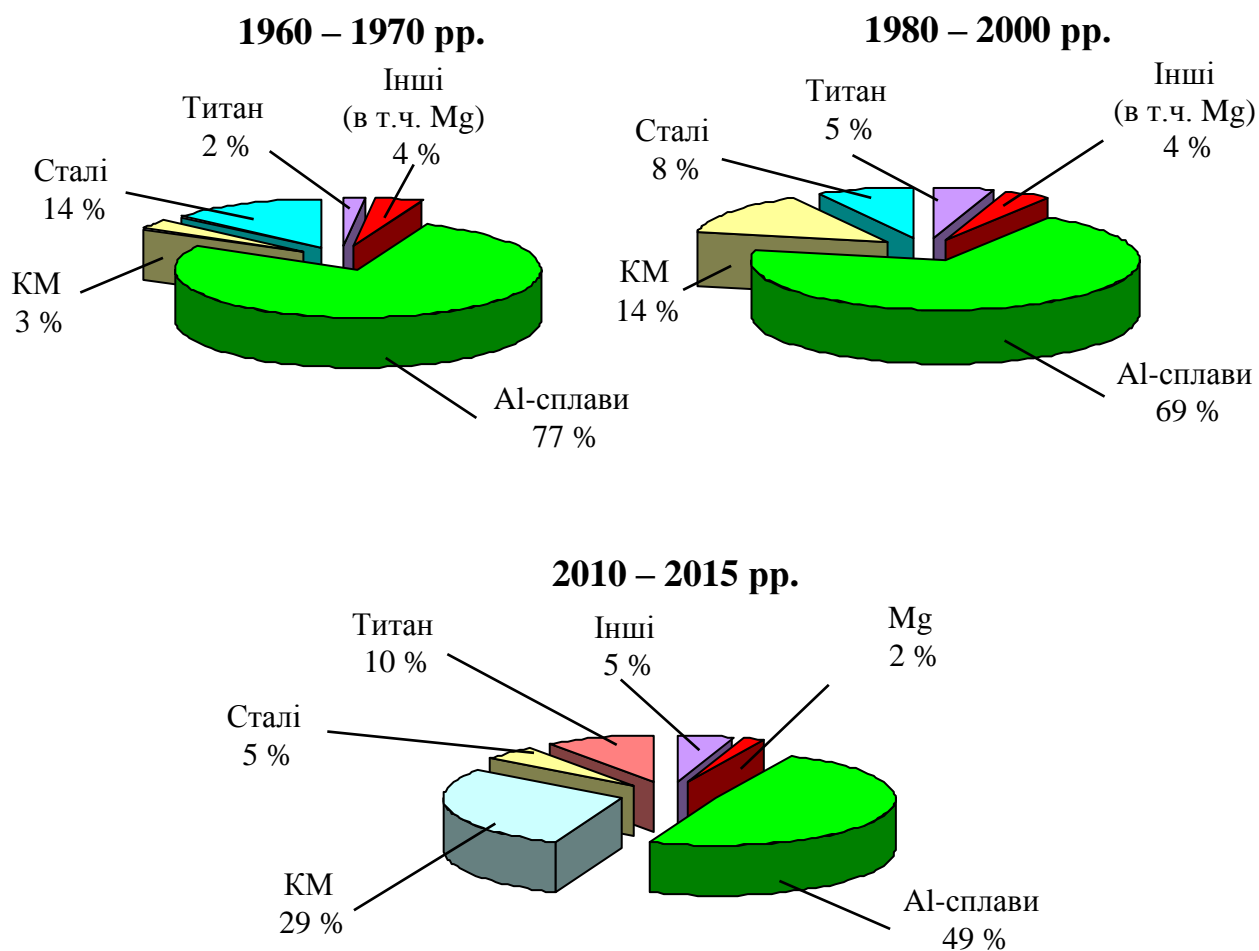 1960 – 1970 рр.
Титан
2 %
Інші
(в т.ч. Mg)
4 %
Сталі
14 %
КМ
3 %
Al-сплави
77 %
1980 – 2000 рр.
Титан
5 %
Інші
(в т.ч. Mg)
4 %
Сталі
8 %
КМ
14 %
Al-сплави
69 %
2010 – 2015 рр.
Титан
10 %
Інші
5 %
Mg
2 %
Сталі
5 %
КМ
29 %
Al-сплави
49 %